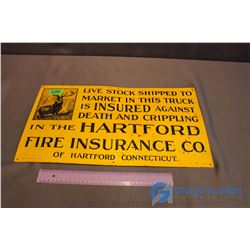 LIVE STOCK SHIPPED TO
MARKET IN THIS TRUCK
IS INSURED AGAINST
DEATH AND CRIPPLING
IN THE HARTFORD
FIRE INSURANCE CO.
OF HARTFORD CONNECTICUT.
Global Auction